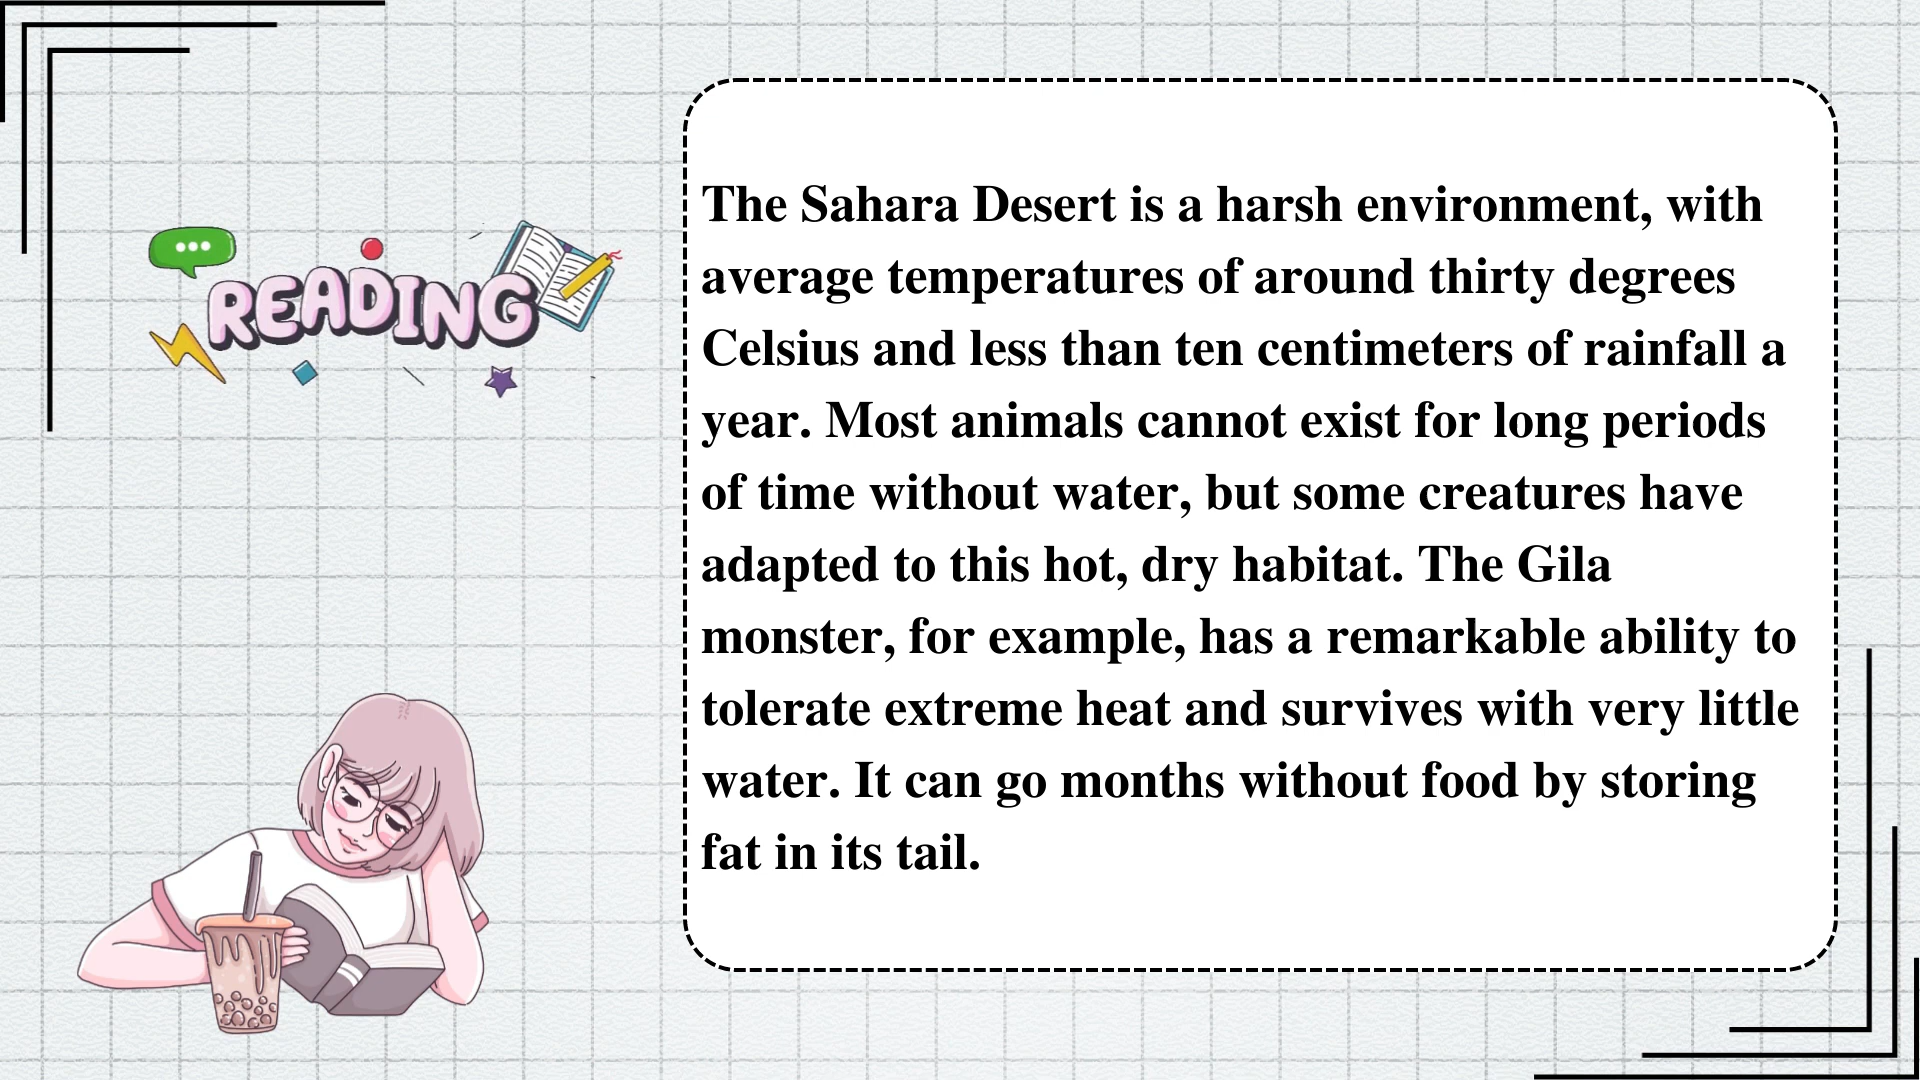 READING
The Sahara Desert is a harsh environment, with
average temperatures of around thirty degrees
Celsius and less than ten centimeters of rainfall a
year. Most animals cannot exist for long periods
of time without water, but some creatures have
adapted to this hot, dry habitat. The Gila
monster, for example, has a remarkable ability to
tolerate extreme heat and survives with very little
water. It can go months without food by storing
fat in its tail.